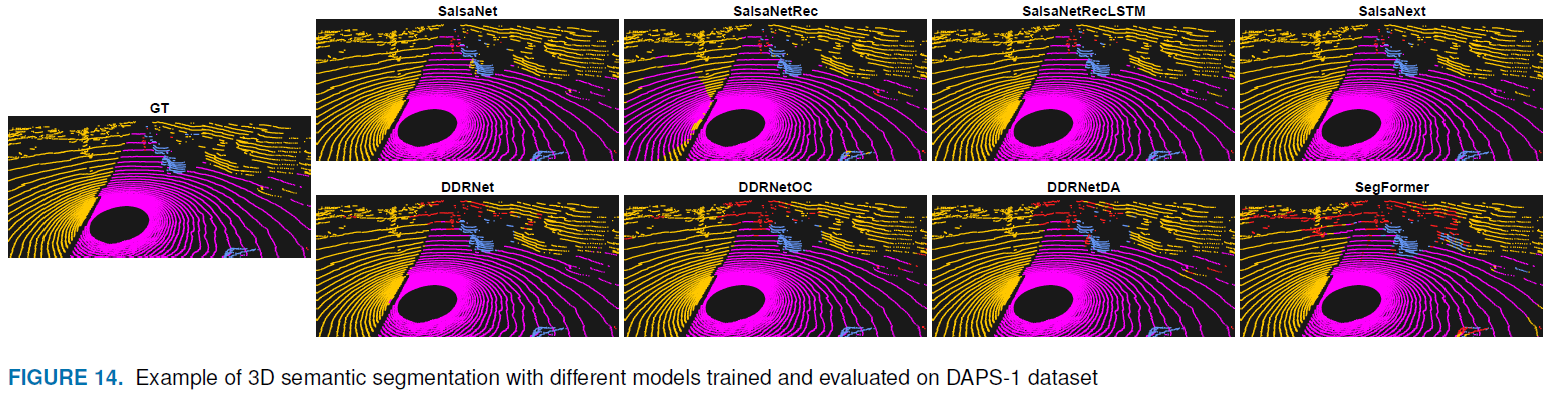 SalsaNet SalsaNetRec SalsaNetRecLSTM SalsaNext
GT
DDRNet DDRNetOC DDRNetDA SegFormer
FIGURE 14. Example of 3D semantic segmentation with different models trained and evaluated on DAPS-1 dataset